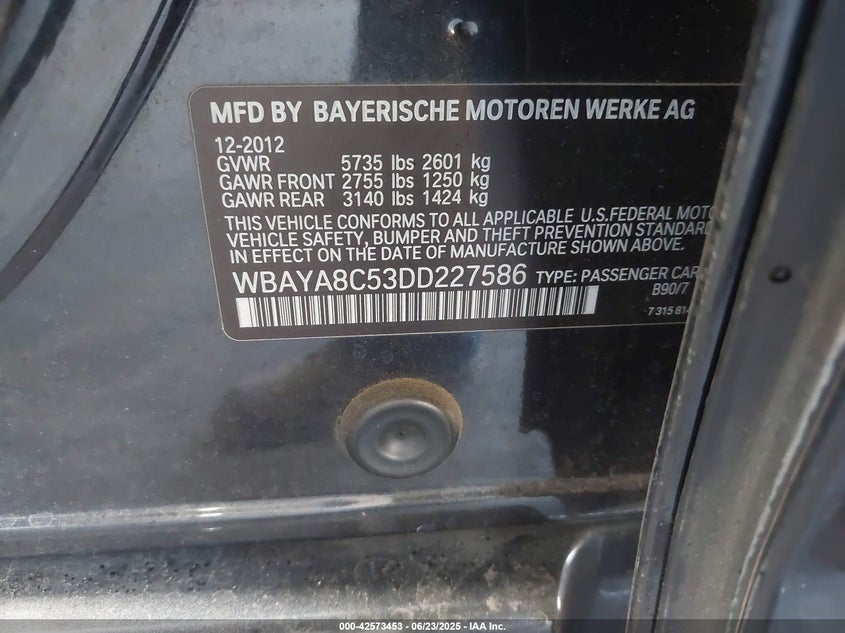 MFD BY BAYERISCHE MOTOREN WERKE AG
12-2012
GVWR 5735 lbs 2601 kg
GAWR FRONT 2755 lbs 1250 kg
GAWR REAR 3140 lbs 1424 kg
THIS VEHICLE CONFORMS TO ALL APPLICABLE U.S.FEDERAL
VEHICLE SAFETY, BUMPER AND THEFT PREVENTION STANDARD
IN EFFECT ON THE DATE OF MANUFACTURE SHOWN ABOVE.
WBAYA8C53DD227586 TYPE: PASSENGER CAR
B90/7
7 315 814
000-42573453 - 06/23/2025 - IAA Inc.